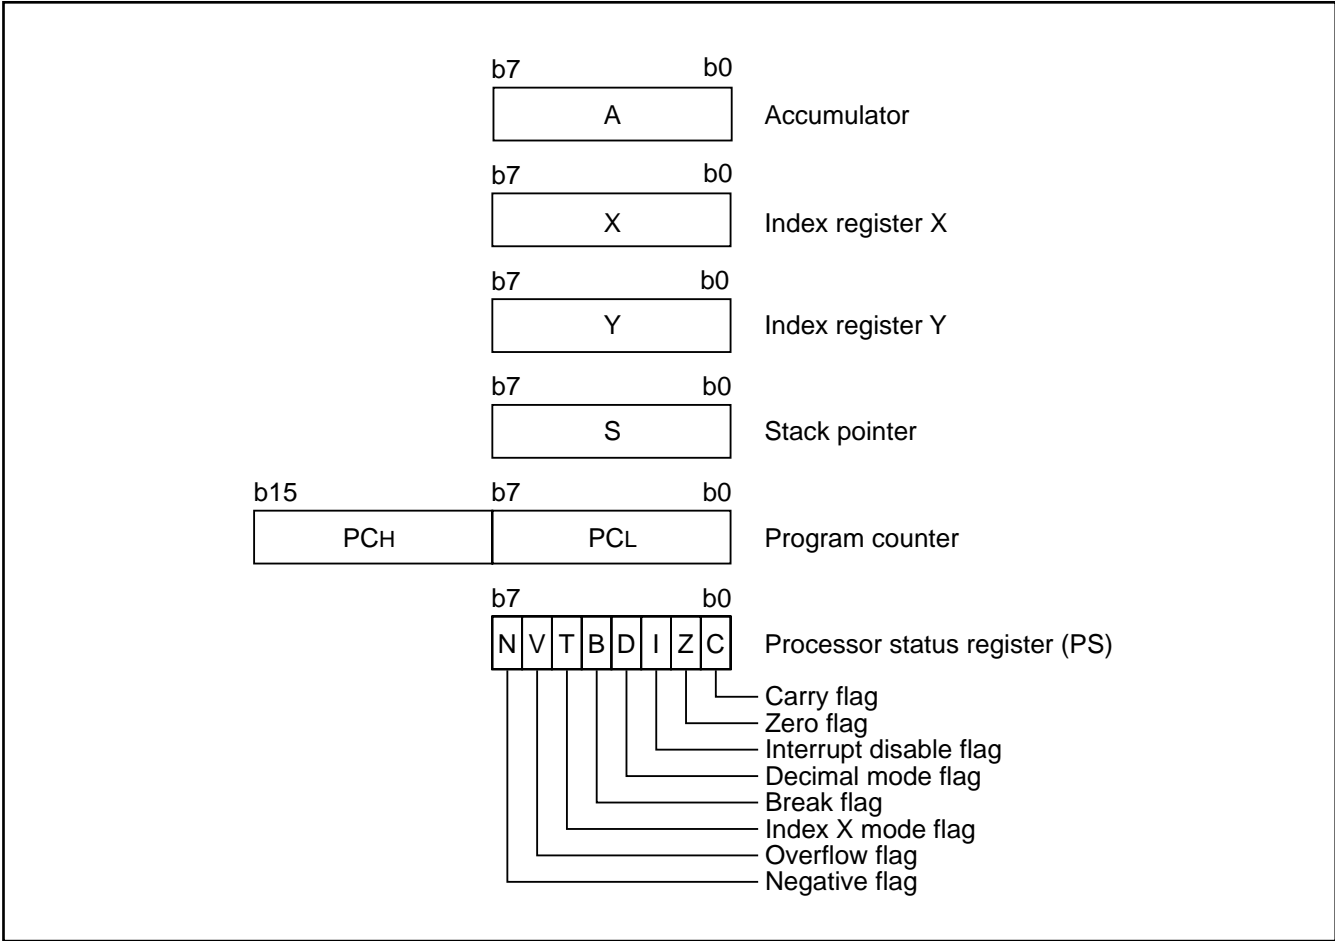 b7 b0
A Accumulator
b7 b0
X Index register X
b7 b0
Y Index register Y
b7 b0
S Stack pointer
b15 b7 b0
PCH PCL Program counter
b7 b0
N V T B D I Z C Processor status register (PS)
Carry flag
Zero flag
Interrupt disable flag
Decimal mode flag
Break flag
Index X mode flag
Overflow flag
Negative flag